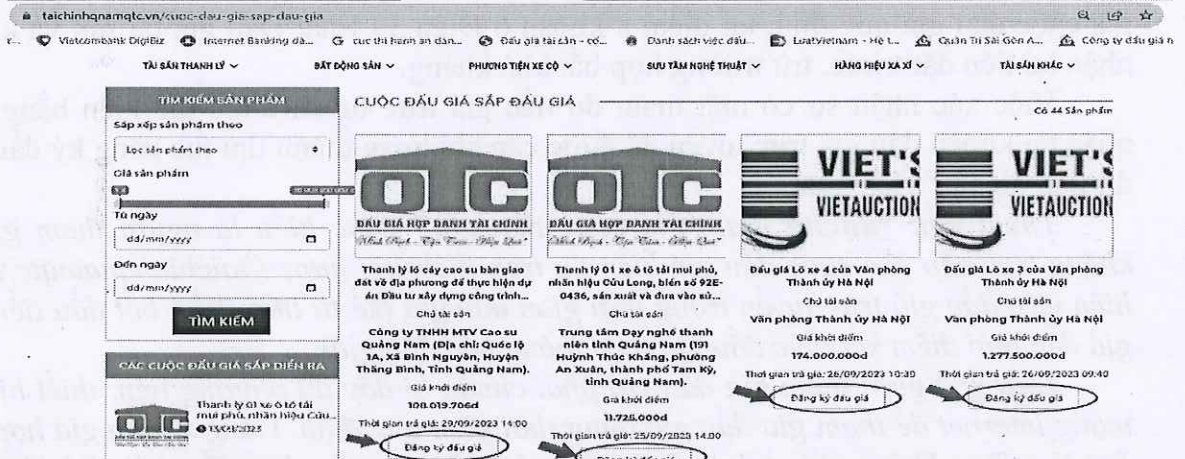 taichinhqnamqtc.vn/cuoc-dau-gia-sap-dau-gia
Vietcombank DigiBiz
Internet Banking dà...
cuc thi hanh an dan...
Đấu giá tài sản - cố...
Danh sách việc đấu...
LuatVietnam - Hệ t...
Quản Trị Sài Gòn A...
Công ty đấu giá n
TÀI SẢN THANH LÝ
BẤT ĐỘNG SẢN
PHƯƠNG TIỆN XE CỘ
SƯU TẦM NGHỆ THUẬT
HÀNG HIỆU XA XỈ
TÀI SẢN KHÁC
TÌM KIẾM SẢN PHẨM
Sắp xếp sản phẩm theo
Lọc sản phẩm theo
Giá sản phẩm
Từ ngày
dd/mm/yyyy
Đến ngày
dd/mm/yyyy
TÌM KIẾM
CÁC CUỘC ĐẤU GIÁ SẮP DIỄN RA
Thanh lý 01 xe ô tô tải
mui phủ, nhãn hiệu Cửu...
CUỘC ĐẤU GIÁ SẮP ĐẤU GIÁ
Có 44 Sản phẩm
QTC
ĐẤU GIÁ HỢP DANH TÀI CHÍNH
Thanh lý lô cây cao su bàn giao
đất về địa phương để thực hiện dự
án Đầu tư xây dựng công trình...
Chủ tài sản
Công ty TNHH MTV Cao su
Quảng Nam (Địa chỉ: Quốc lộ
1A, Xã Bình Nguyên, Huyện
Thăng Bình, Tỉnh Quảng Nam).
Giá khởi điểm
108.019.706đ
Thời gian trả giá: 29/09/2023 14:00
Đăng ký đấu giá
QTC
ĐẤU GIÁ HỢP DANH TÀI CHÍNH
Thanh lý 01 xe ô tô tải mui phủ,
nhãn hiệu Cửu Long, biển số 92E-
0436, sản xuất tại
Chủ tài sản
Trung tâm Dạy nghề thanh
niên tỉnh Quảng Nam (191
Huỳnh Thúc Kháng, phường
An Xuân, thành phố Tam Kỳ,
tỉnh Quảng Nam).
Giá khởi điểm
11.725.000đ
Thời gian trả giá: 25/09/2023 14:00
Đăng ký đấu giá
VIET'S
VIETAUCTION
Đấu giá Lô xe 4 của Văn phòng
Thành ủy Hà Nội
Chủ tài sản
Văn phòng Thành ủy Hà Nội
Giá khởi điểm
174.000.000đ
Thời gian trả giá: 26/09/2023 10:30
Đăng ký đấu giá
VIET'S
VIETAUCTION
Đấu giá Lô xe 3 của Văn phòng
Thành ủy Hà Nội
Chủ tài sản
Văn phòng Thành ủy Hà Nội
Giá khởi điểm
1.277.500.000đ
Thời gian trả giá: 26/09/2023 09:40
Đăng ký đấu giá